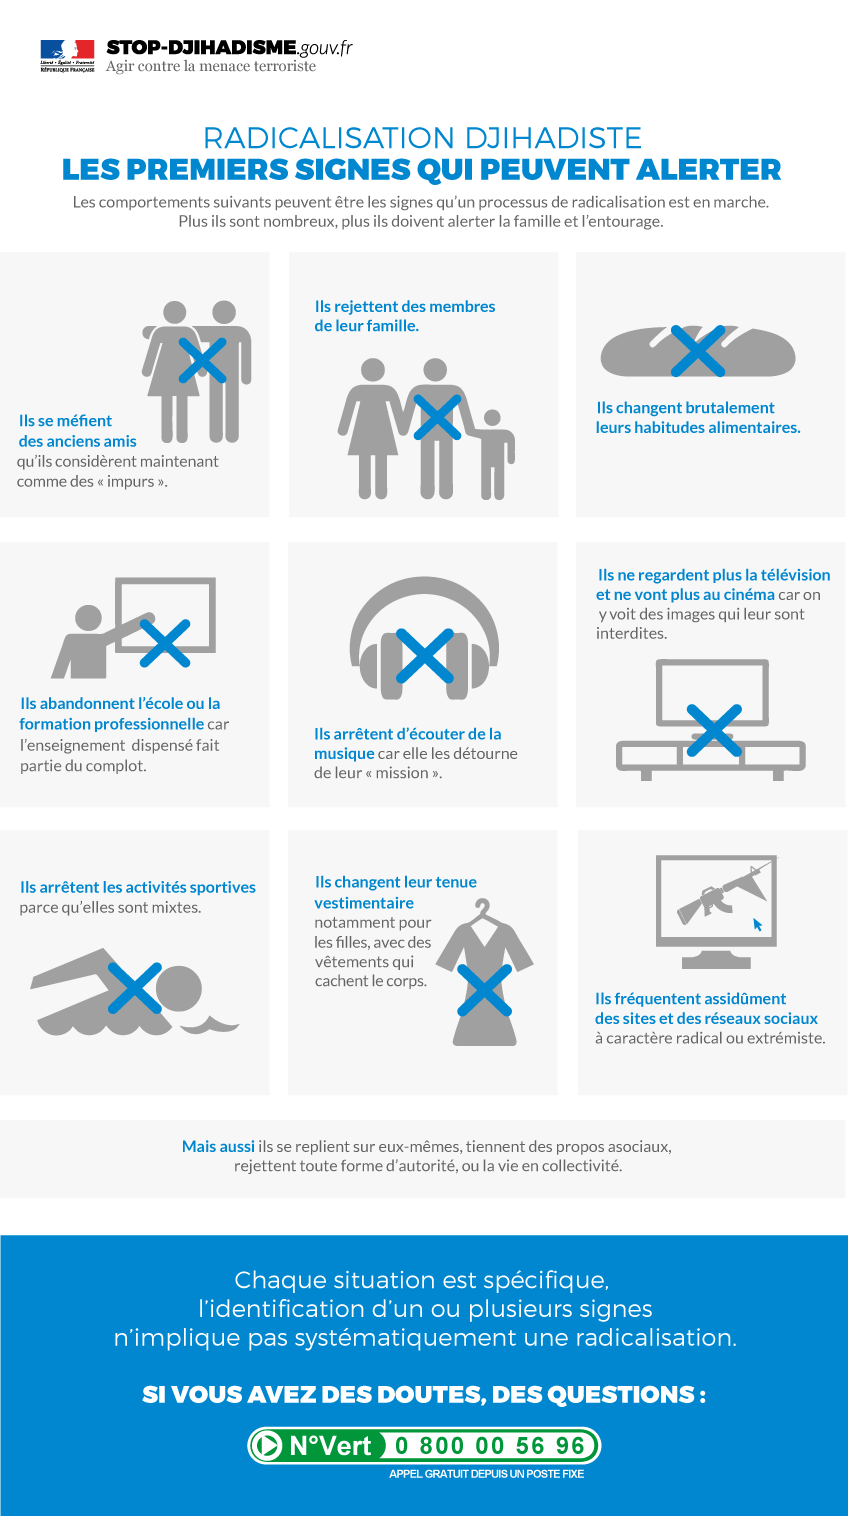 Liberté • Égalité • Fraternité
RÉPUBLIQUE FRANÇAISE
STOP-DJIHADISME.gouv.fr
Agir contre la menace terroriste
RADICALISATION DJIHADISTE
LES PREMIERS SIGNES QUI PEUVENT ALERTER
Les comportements suivants peuvent être les signes qu’un processus de radicalisation est en marche.
Plus ils sont nombreux, plus ils doivent alerter la famille et l’entourage.
Ils se méfient
des anciens amis
qu’ils considèrent maintenant
comme des « impurs ».
Ils rejettent des membres
de leur famille.
Ils changent brutalement
leurs habitudes alimentaires.
Ils abandonnent l’école ou la
formation professionnelle car
l’enseignement dispensé fait
partie du complot.
Ils arrêtent d’écouter de la
musique car elle les détourne
de leur « mission ».
Ils ne regardent plus la télévision
et ne vont plus au cinéma car on
y voit des images qui leur sont
interdites.
Ils arrêtent les activités sportives
parce qu’elles sont mixtes.
Ils changent leur tenue
vestimentaire
notamment pour
les filles, avec des
vêtements qui
cachent le corps.
Ils fréquentent assidûment
des sites et des réseaux sociaux
à caractère radical ou extrémiste.
Mais aussi ils se replient sur eux-mêmes, tiennent des propos asociaux,
rejettent toute forme d’autorité, ou la vie en collectivité.
Chaque situation est spécifique,
l’identification d’un ou plusieurs signes
n’implique pas systématiquement une radicalisation.
SI VOUS AVEZ DES DOUTES, DES QUESTIONS :
N°Vert 0 800 00 56 96
APPEL GRATUIT DEPUIS UN POSTE FIXE